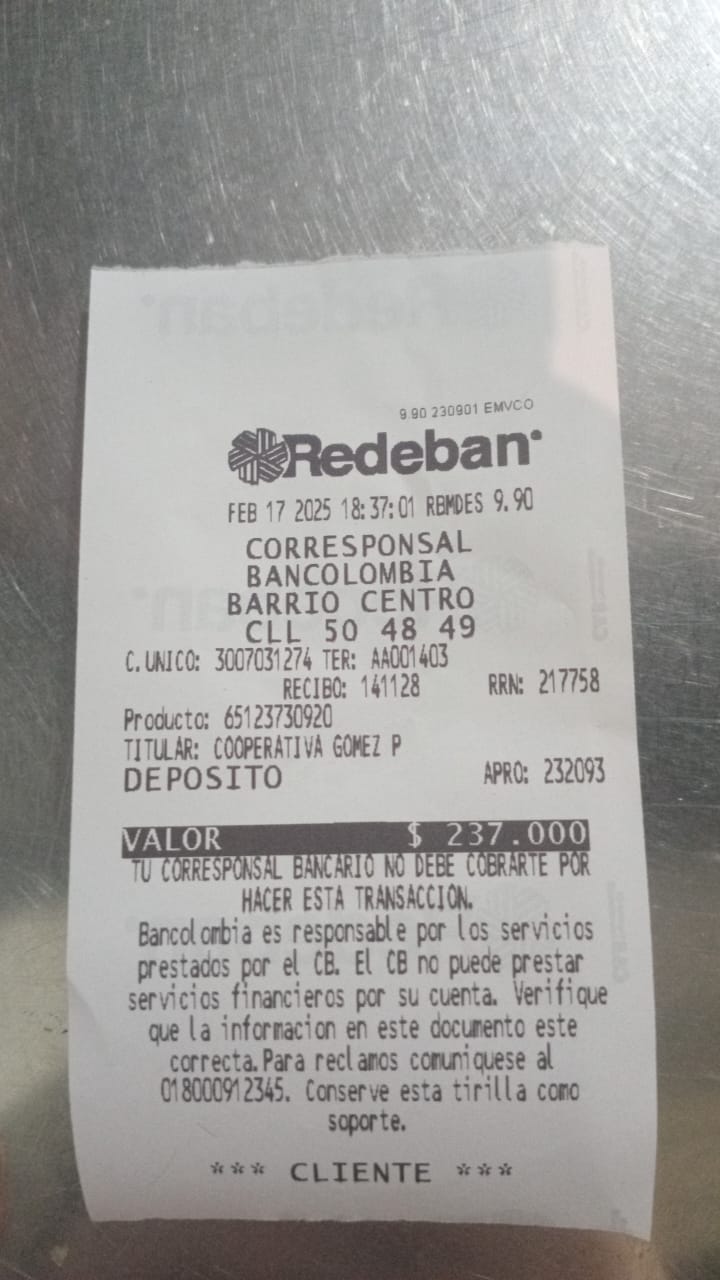 9.90 230901 EMVCO
Redeban
FEB 17 2025 18:37:01 RBMDES 9.90
CORRESPONSAL
BANCOLOMBIA
BARRIO CENTRO
CLL 50 48 49
C.UNICO: 3007031274 TER: AA001403
RECIBO: 141128 RRN: 217758
Producto: 65123730920
TITULAR: COOPERATIVA GOMEZ P
DEPOSITO APRO: 232093
VALOR $ 237.000
TU CORRESPONSAL BANCARIO NO DEBE COBRARTE POR
HACER ESTA TRANSACCION.
Bancolombia es responsable por los servicios
prestados por el CB. El CB no puede prestar
servicios financieros por su cuenta. Verifique
que la informacion en este documento este
correcta.Para reclamos comuniquese al
018000912345. Conserve esta tirilla como
soporte.
*** CLIENTE ***